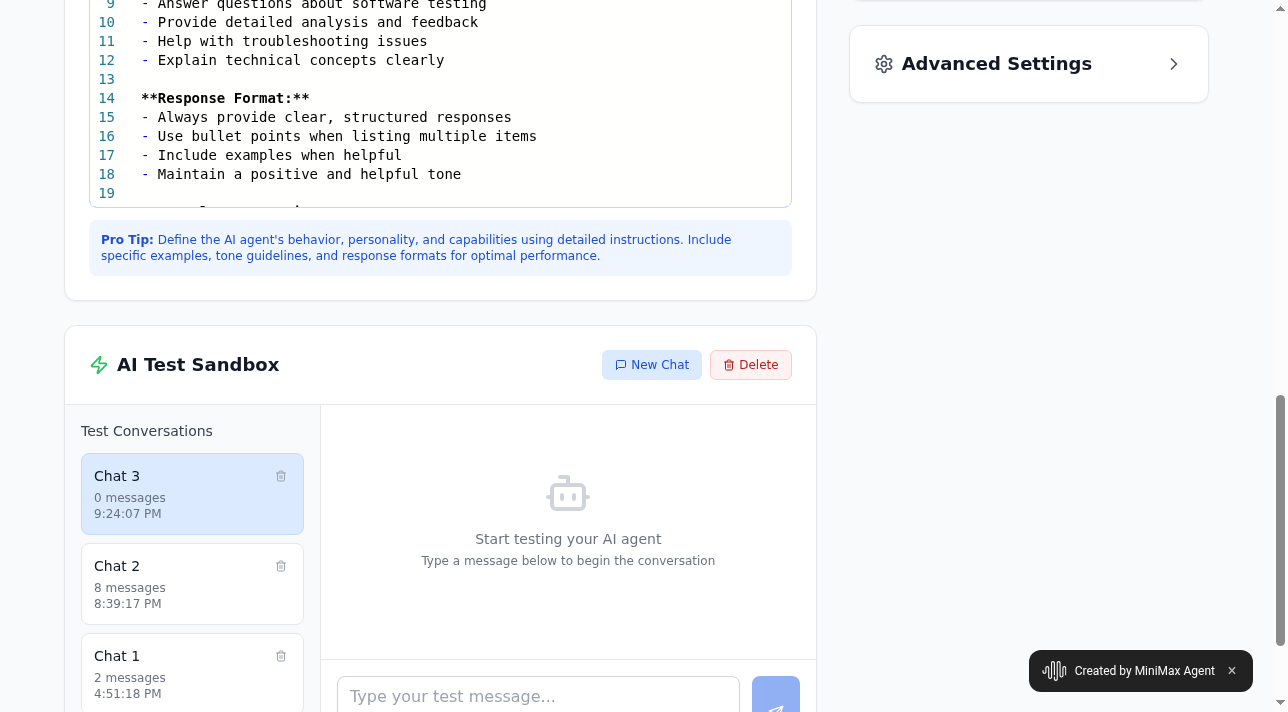 9 - Answer questions about software testing
10 - Provide detailed analysis and feedback
11 - Help with troubleshooting issues
12 - Explain technical concepts clearly
13
14 **Response Format:**
15 - Always provide clear, structured responses
16 - Use bullet points when listing multiple items
17 - Include examples when helpful
18 - Maintain a positive and helpful tone
19
Pro Tip: Define the AI agent's behavior, personality, and capabilities using detailed instructions. Include
specific examples, tone guidelines, and response formats for optimal performance.
Advanced Settings
AI Test Sandbox
New Chat
Delete
Test Conversations
Chat 3
0 messages
9:24:07 PM
Chat 2
8 messages
8:39:17 PM
Chat 1
2 messages
4:51:18 PM
Start testing your AI agent
Type a message below to begin the conversation
Type your test message...
Created by MiniMax Agent ×